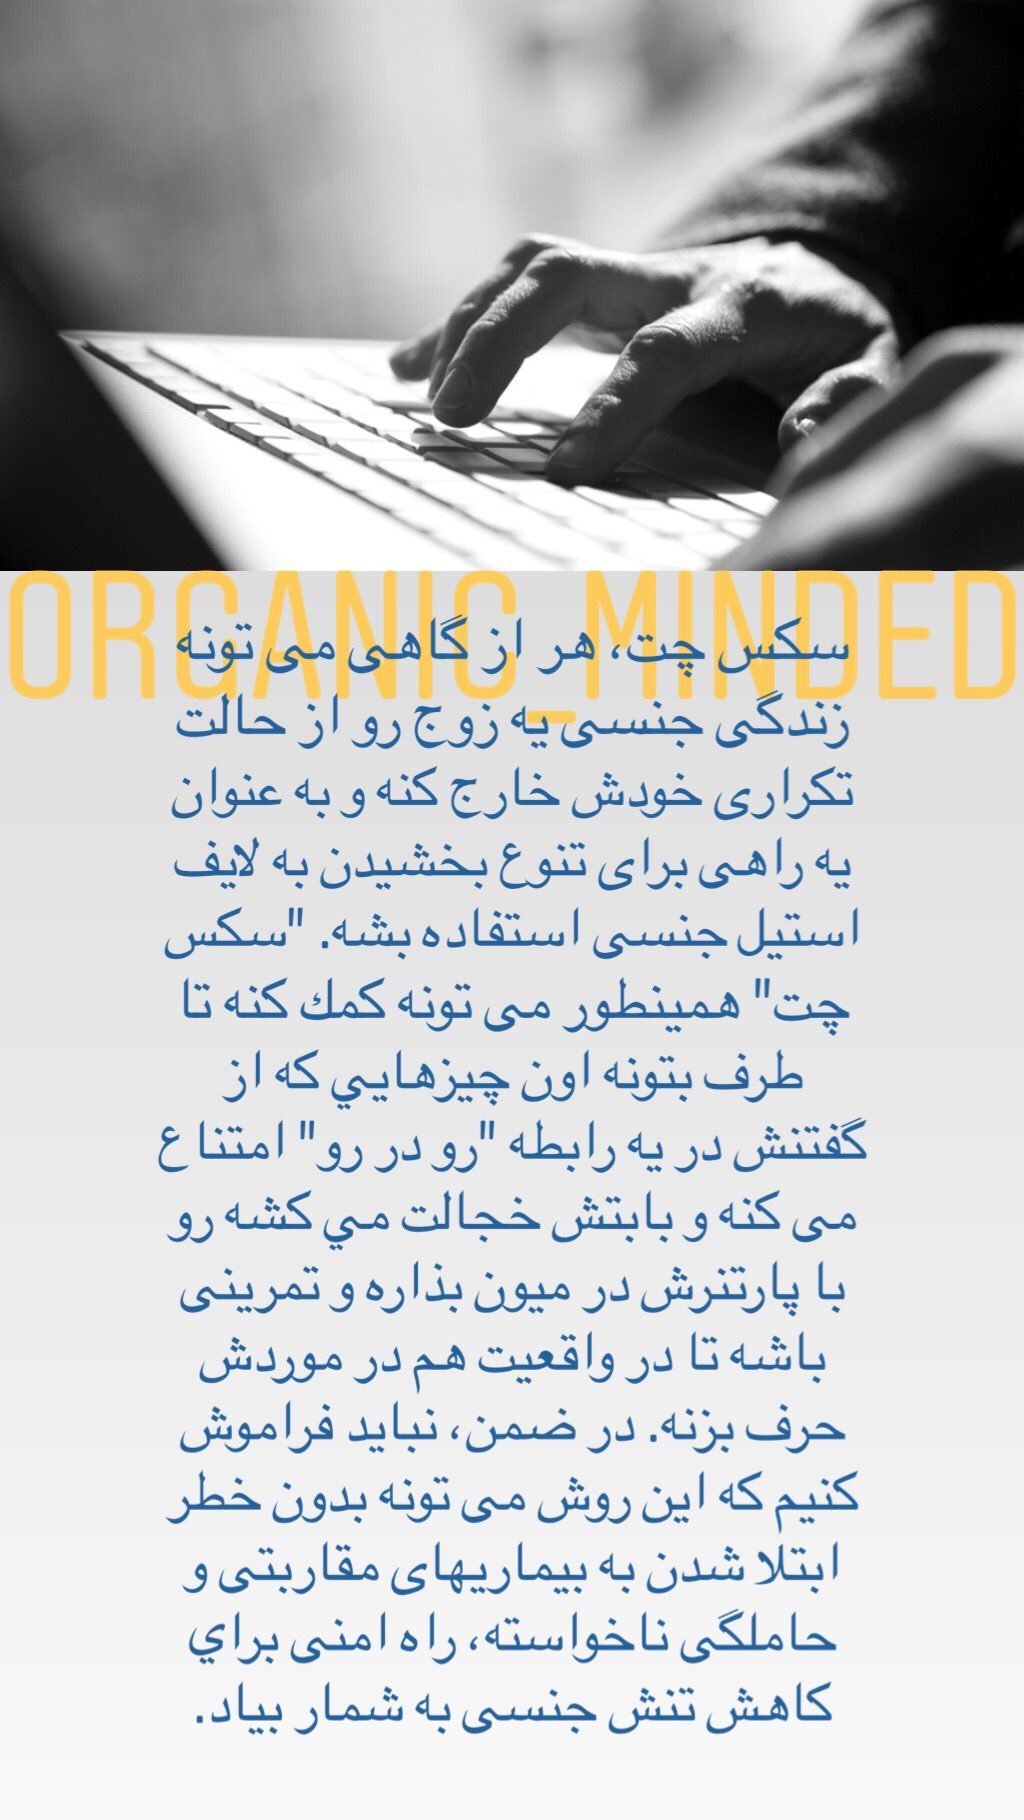 ORGANIC_MINDED
سکس چت، هر از گاهی می تونه
زندگی جنسی یه زوج رو از حالت
تکراری خودش خارج کنه و به عنوان
یه راهی برای تنوع بخشیدن به لایف
استیل جنسی استفاده بشه. "سکس
چت" همینطور می تونه كمك كنه تا
طرف بتونه اون چیزهايي كه از
گفتنش در یه رابطه "رو در رو" امتناع
می کنه و بابتش خجالت مي كشه رو
با پارتنرش در میون بذاره و تمرینی
باشه تا در واقعیت هم در موردش
حرف بزنه. در ضمن، نباید فراموش
کنیم که این روش می تونه بدون خطر
ابتلا شدن به بیماریهای مقاربتی و
حاملگی ناخواسته، راه امنی براي
کاهش تنش جنسی به شمار بیاد.